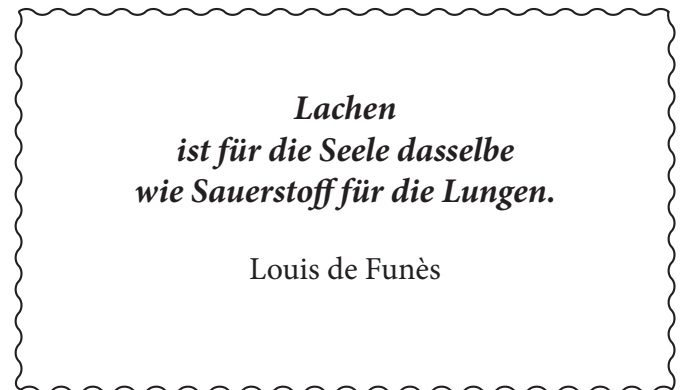 Lachen
ist für die Seele dasselbe
wie Sauerstoff für die Lungen.
Louis de Funès